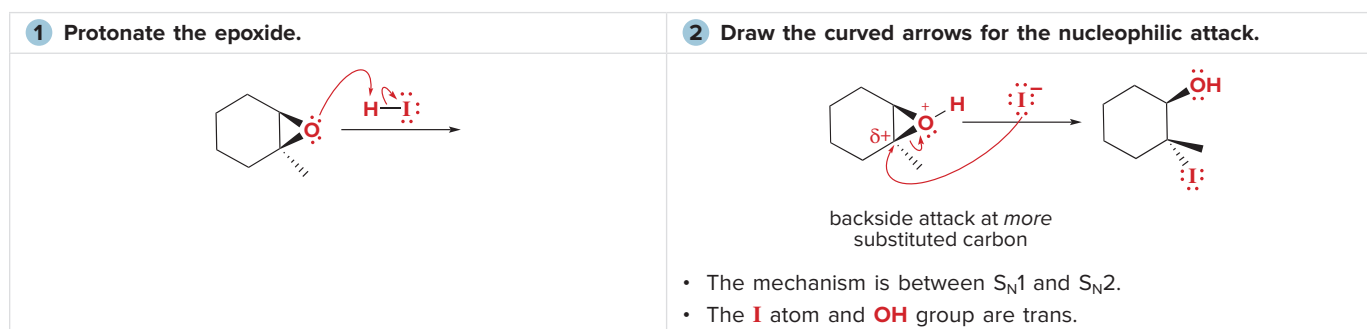 1 Protonate the epoxide.
2 Draw the curved arrows for the nucleophilic attack.
O
H—I
δ+
O
+
H
I−
OH
I
backside attack at more
substituted carbon
• The mechanism is between SN1 and SN2.
• The I atom and OH group are trans.